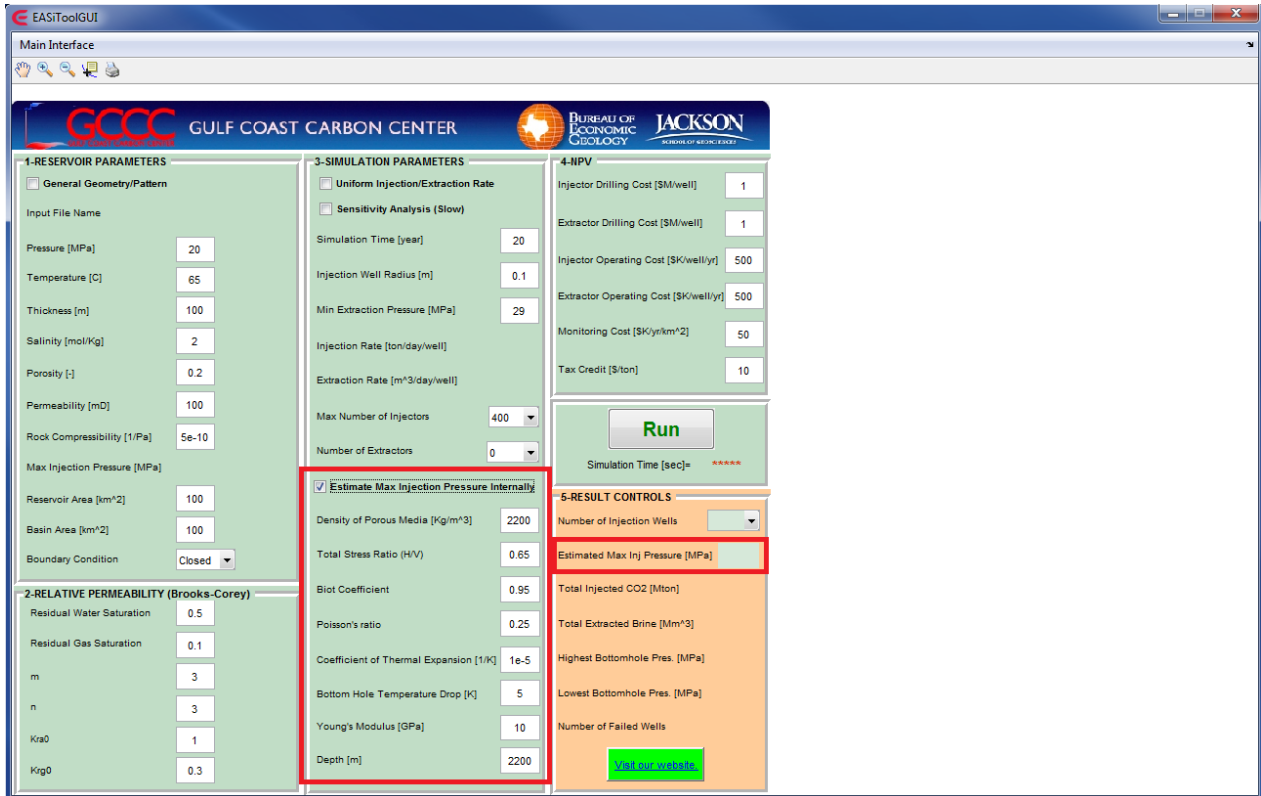 EASiToolGUI
Main Interface
GCCC GULF COAST CARBON CENTER
BUREAU OF ECONOMIC GEOLOGY
JACKSON
SCHOOL OF GEOSCIENCES
1-RESERVOIR PARAMETERS
General Geometry/Pattern
Input File Name
Pressure [MPa] 20
Temperature [C] 65
Thickness [m] 100
Salinity [mol/Kg] 2
Porosity [-] 0.2
Permeability [mD] 100
Rock Compressibility [1/Pa] 5e-10
Max Injection Pressure [MPa]
Reservoir Area [km^2] 100
Basin Area [km^2] 100
Boundary Condition Closed
2-RELATIVE PERMEABILITY (Brooks-Corey)
Residual Water Saturation 0.5
Residual Gas Saturation 0.1
m 3
n 3
Kra0 1
Krg0 0.3
3-SIMULATION PARAMETERS
Uniform Injection/Extraction Rate
Sensitivity Analysis (Slow)
Simulation Time [year] 20
Injection Well Radius [m] 0.1
Min Extraction Pressure [MPa] 29
Injection Rate [ton/day/well]
Extraction Rate [m^3/day/well]
Max Number of Injectors 400
Number of Extractors 0
Estimate Max Injection Pressure Internally
Density of Porous Media [Kg/m^3] 2200
Total Stress Ratio (H/V) 0.65
Biot Coefficient 0.95
Poisson's ratio 0.25
Coefficient of Thermal Expansion [1/K] 1e-5
Bottom Hole Temperature Drop [K] 5
Young's Modulus [GPa] 10
Depth [m] 2200
4-NPV
Injector Drilling Cost [$M/well] 1
Extractor Drilling Cost [$M/well] 1
Injector Operating Cost [$K/well/yr] 500
Extractor Operating Cost [$K/well/yr] 500
Monitoring Cost [$K/yr/km^2] 50
Tax Credit [$/ton] 10
Run
Simulation Time [sec]= *****
5-RESULT CONTROLS
Number of Injection Wells
Estimated Max Inj Pressure [MPa]
Total Injected CO2 [Mton]
Total Extracted Brine [Mm^3]
Highest Bottomhole Pres. [MPa]
Lowest Bottomhole Pres. [MPa]
Number of Failed Wells
Visit our website.